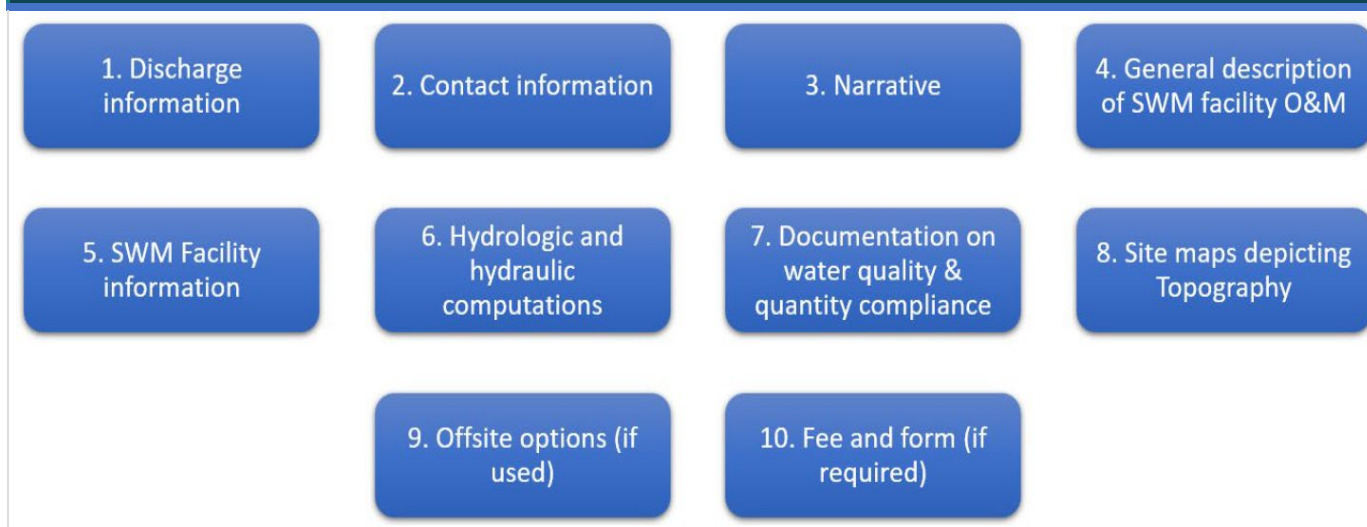 1. Discharge
information
2. Contact information
3. Narrative
4. General description
of SWM facility O&M
5. SWM Facility
information
6. Hydrologic and
hydraulic
computations
7. Documentation on
water quality &
quantity compliance
8. Site maps depicting
Topography
9. Offsite options (if
used)
10. Fee and form (if
required)